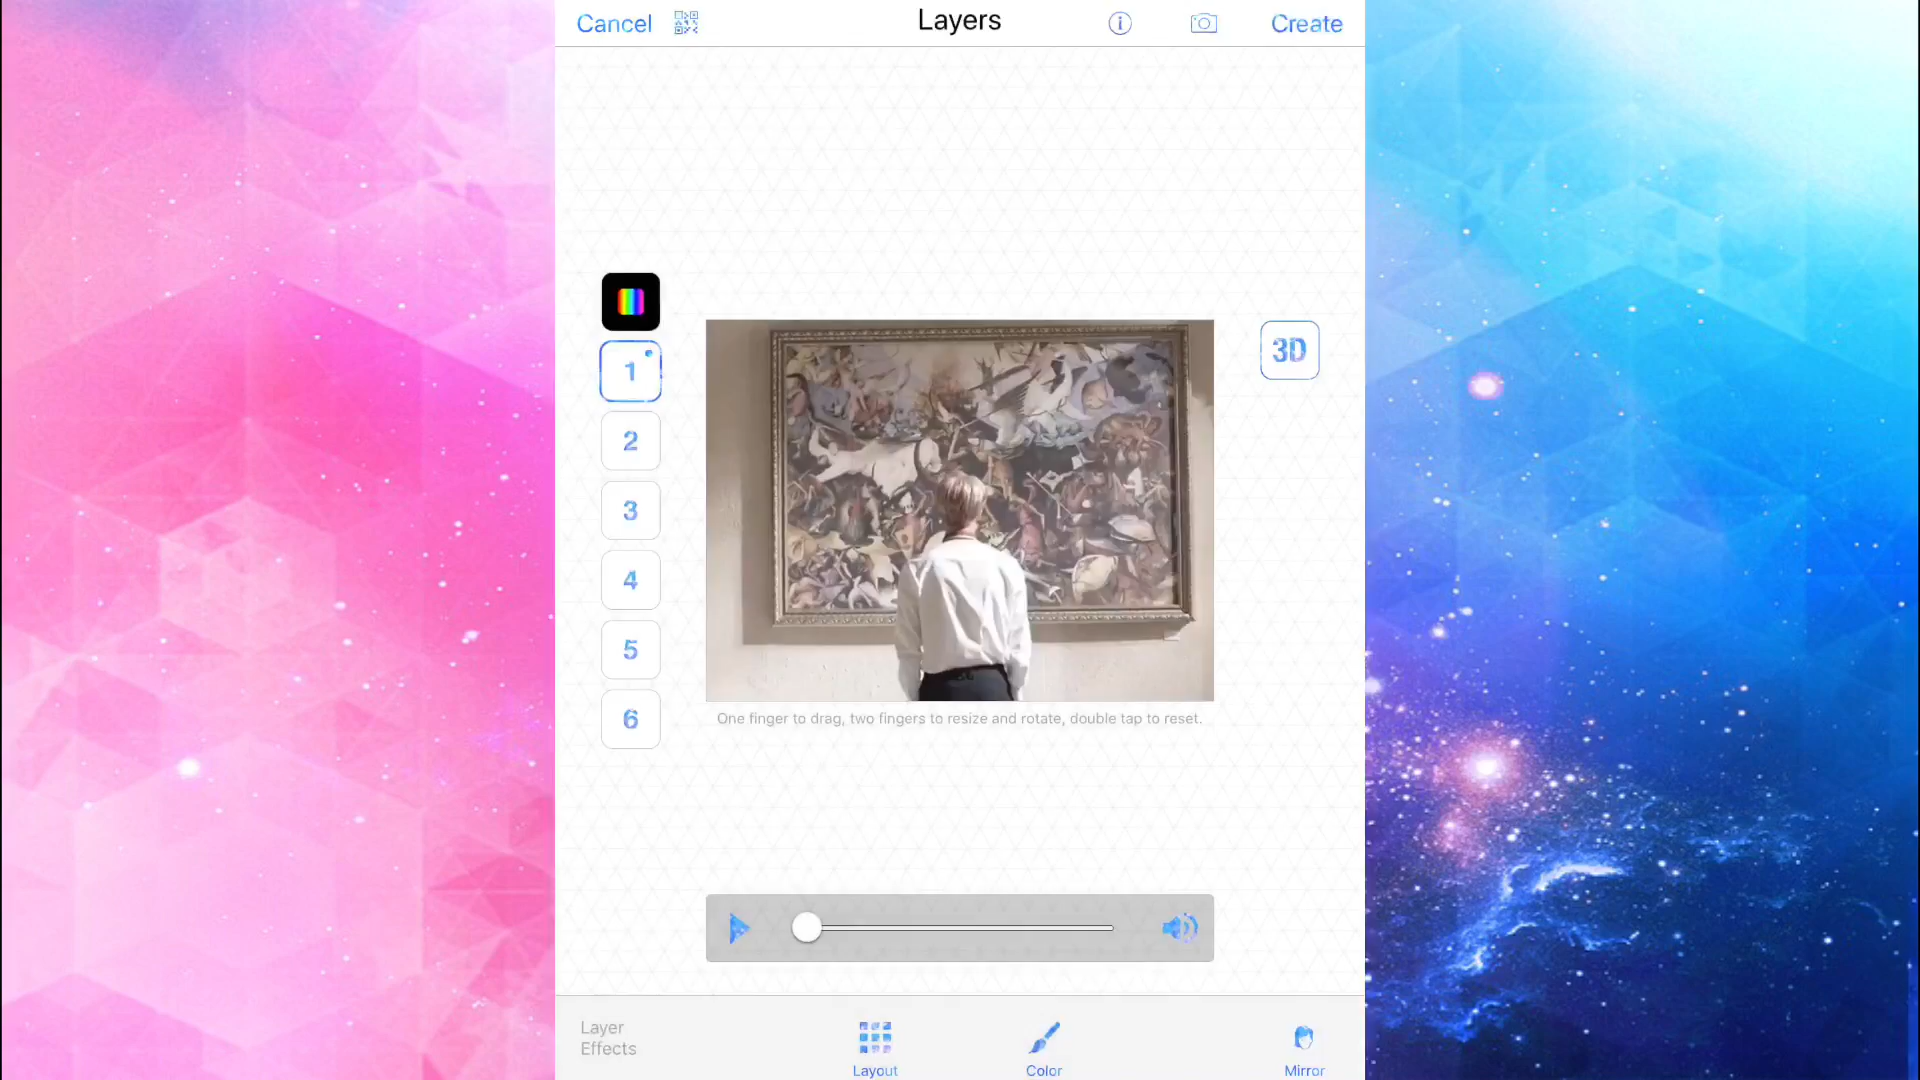 Cancel
Layers
Create
1
2
3
4
5
6
3D
One finger to drag, two fingers to resize and rotate, double tap to reset.
Layer
Effects
Layout
Color
Mirror